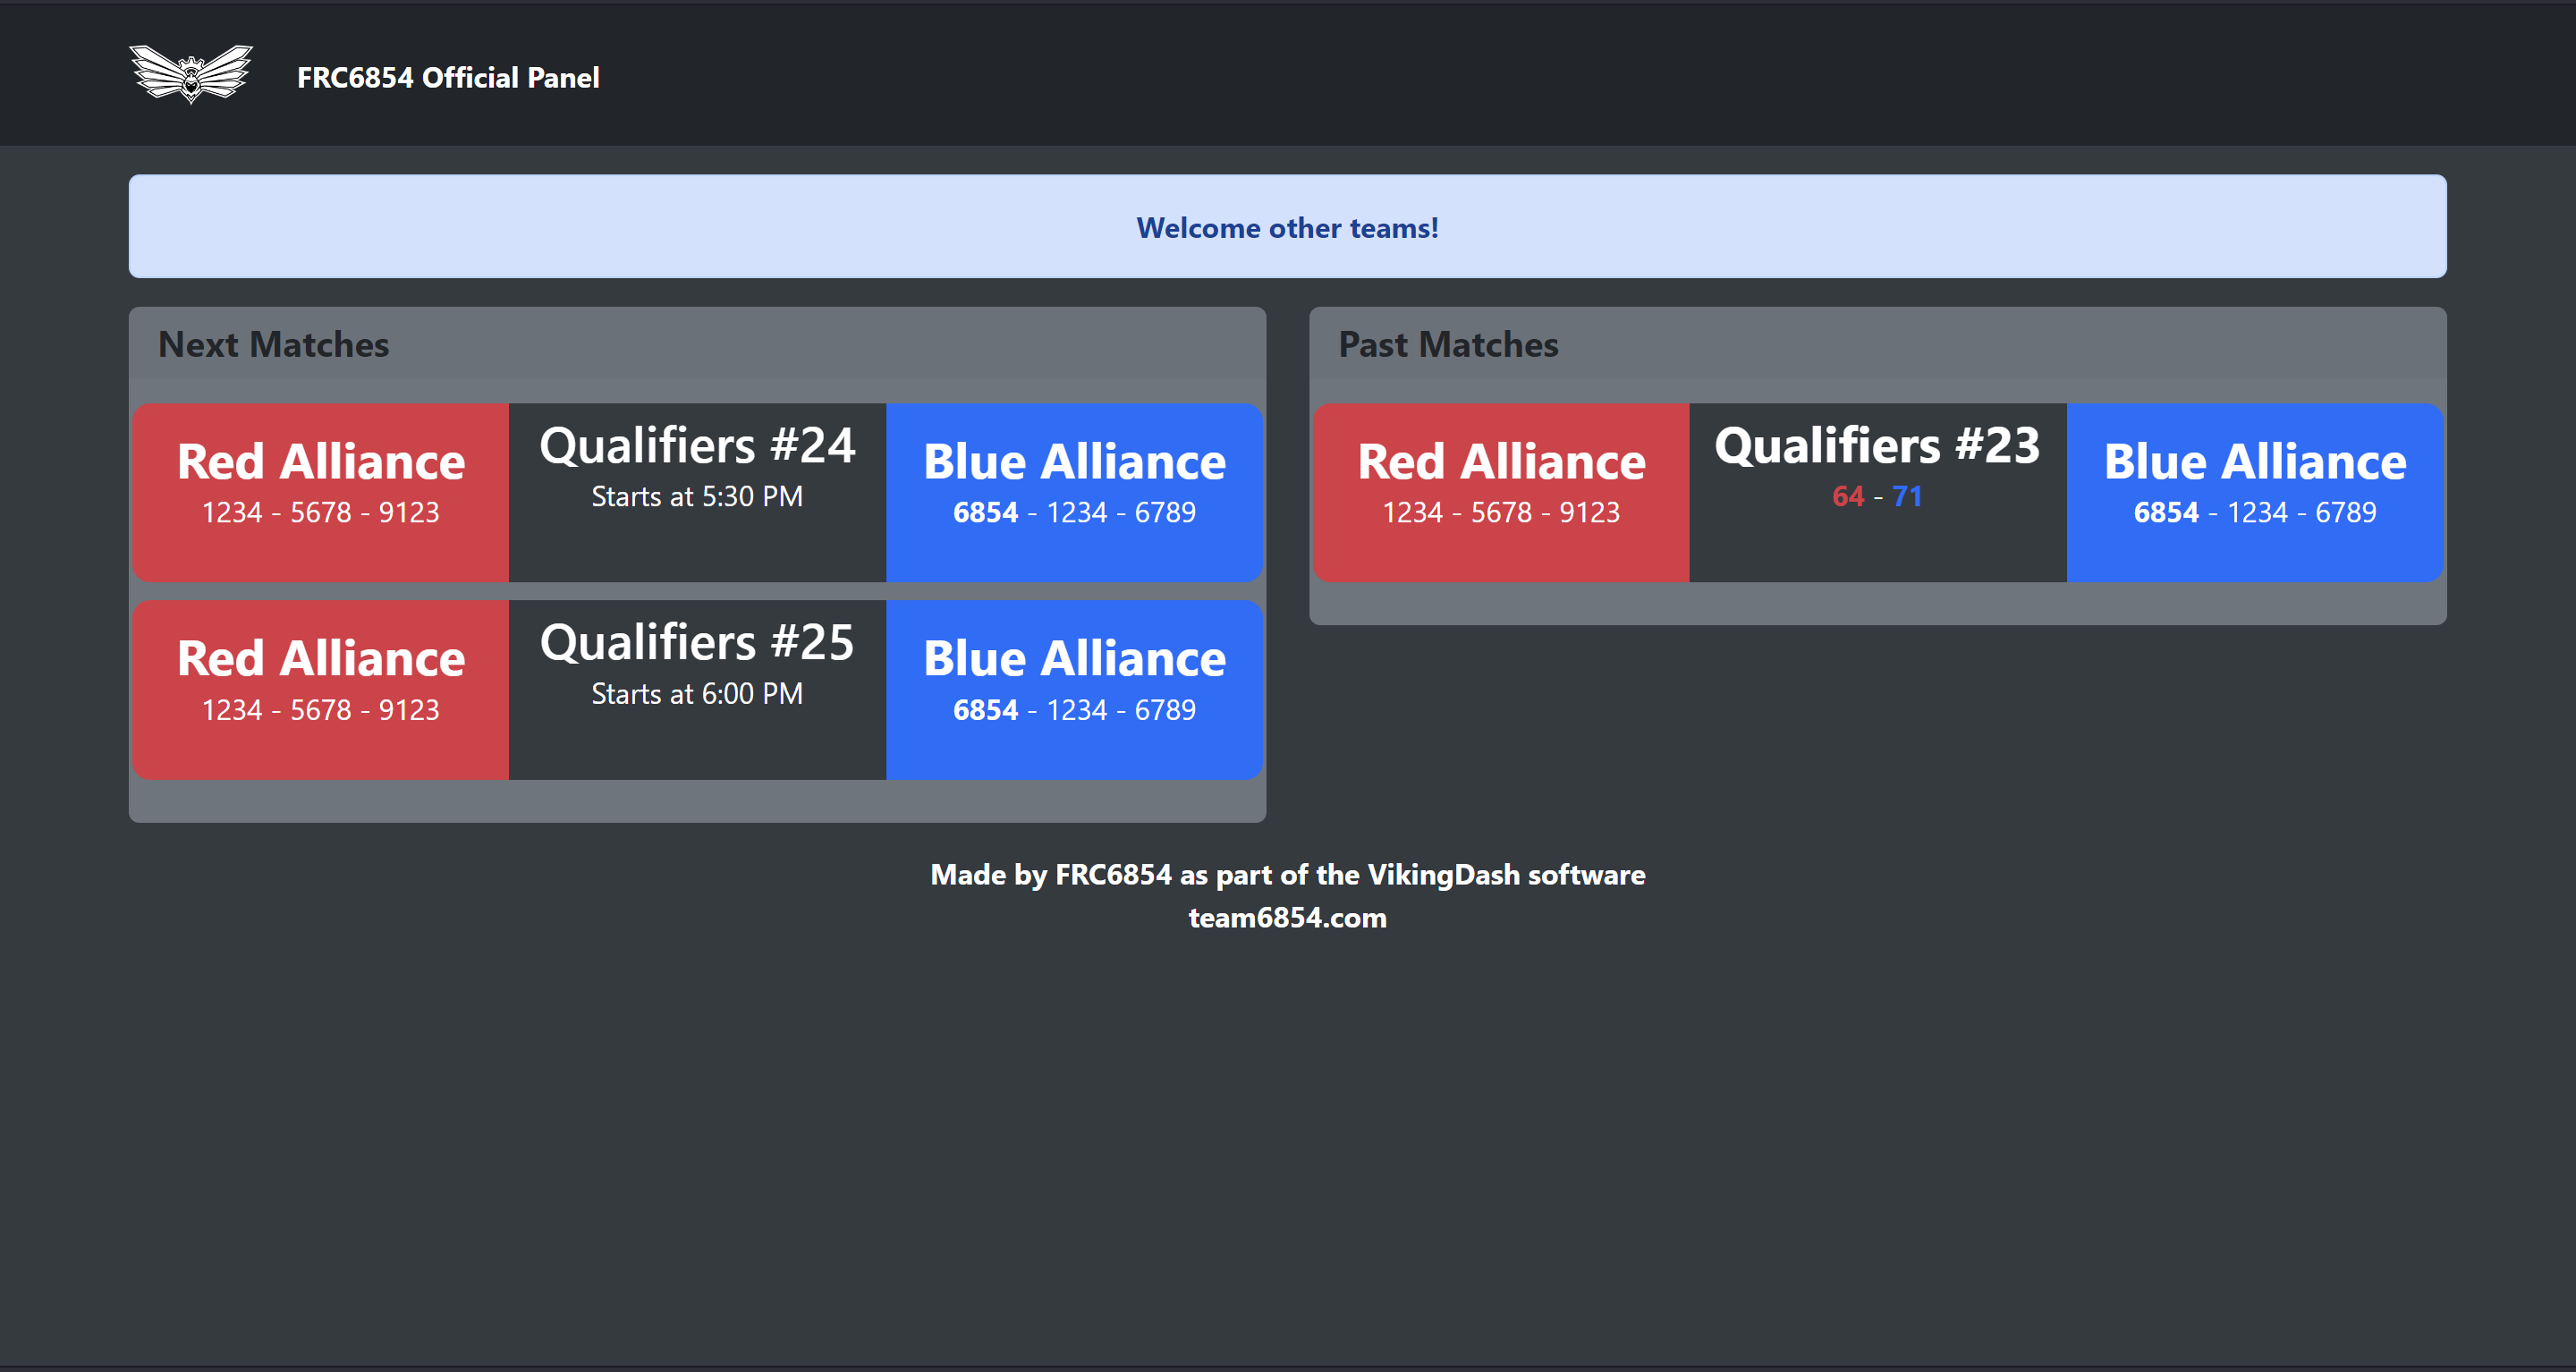 FRC6854 Official Panel
Welcome other teams!
Next Matches
Red Alliance
1234 - 5678 - 9123
Qualifiers #24
Starts at 5:30 PM
Blue Alliance
6854 - 1234 - 6789
Red Alliance
1234 - 5678 - 9123
Qualifiers #25
Starts at 6:00 PM
Blue Alliance
6854 - 1234 - 6789
Past Matches
Red Alliance
1234 - 5678 - 9123
Qualifiers #23
64 - 71
Blue Alliance
6854 - 1234 - 6789
Made by FRC6854 as part of the VikingDash software
team6854.com